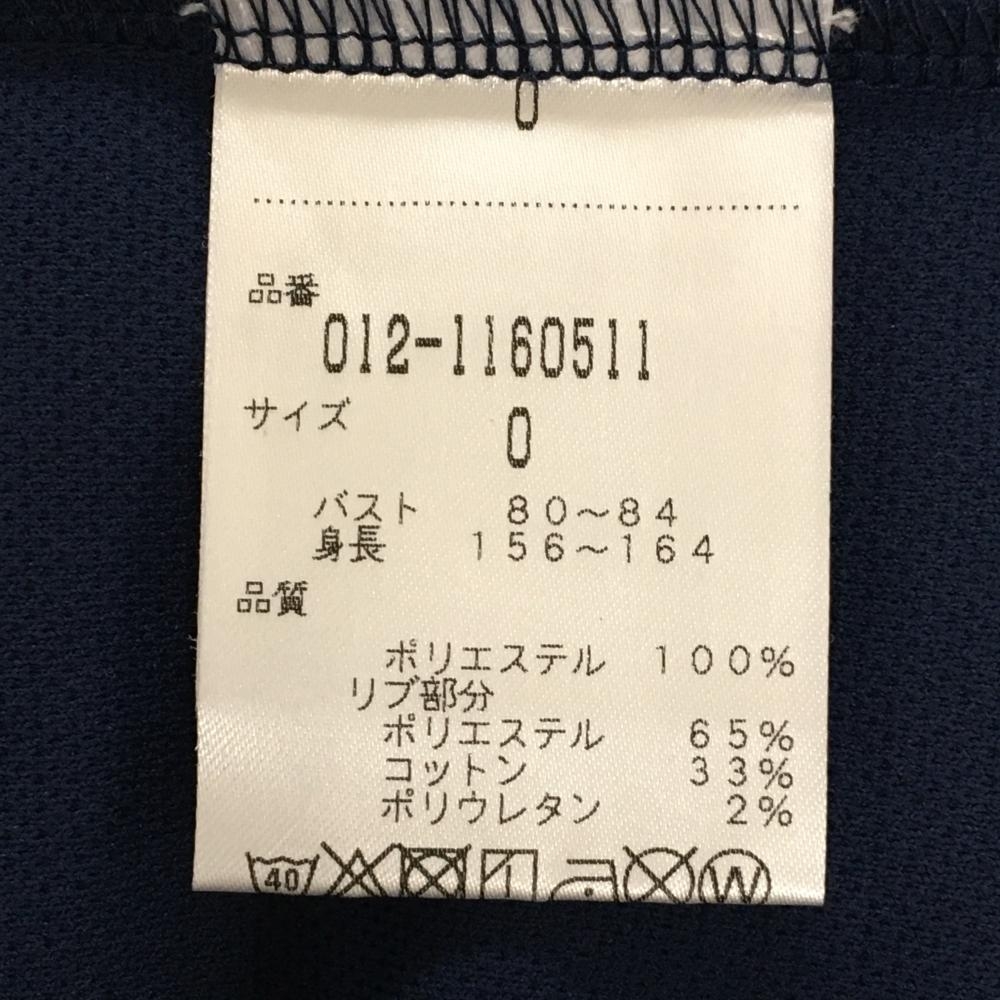 0
品番
012-1160511
サイズ
0
バスト 80～84
身長 156～164
品質
ポリエステル 100%
リブ部分
ポリエステル 65%
コットン 33%
ポリウレタン 2%
40 W